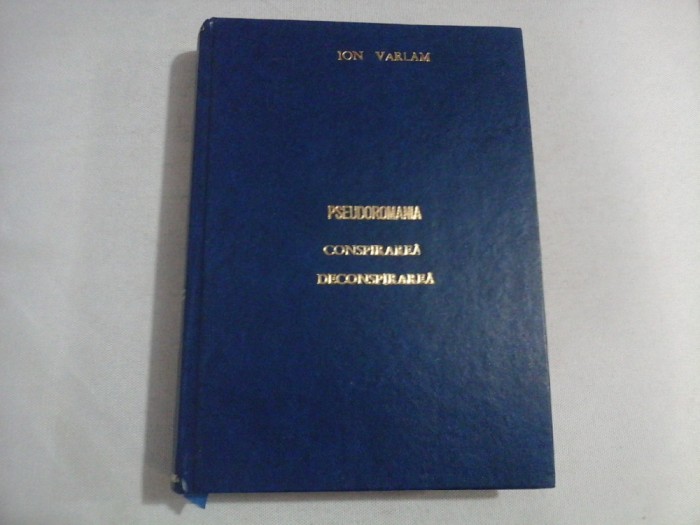 ION VARLAM
PSEUDOROMANIA
CONSPIRAREA
DECONSPIRAREA